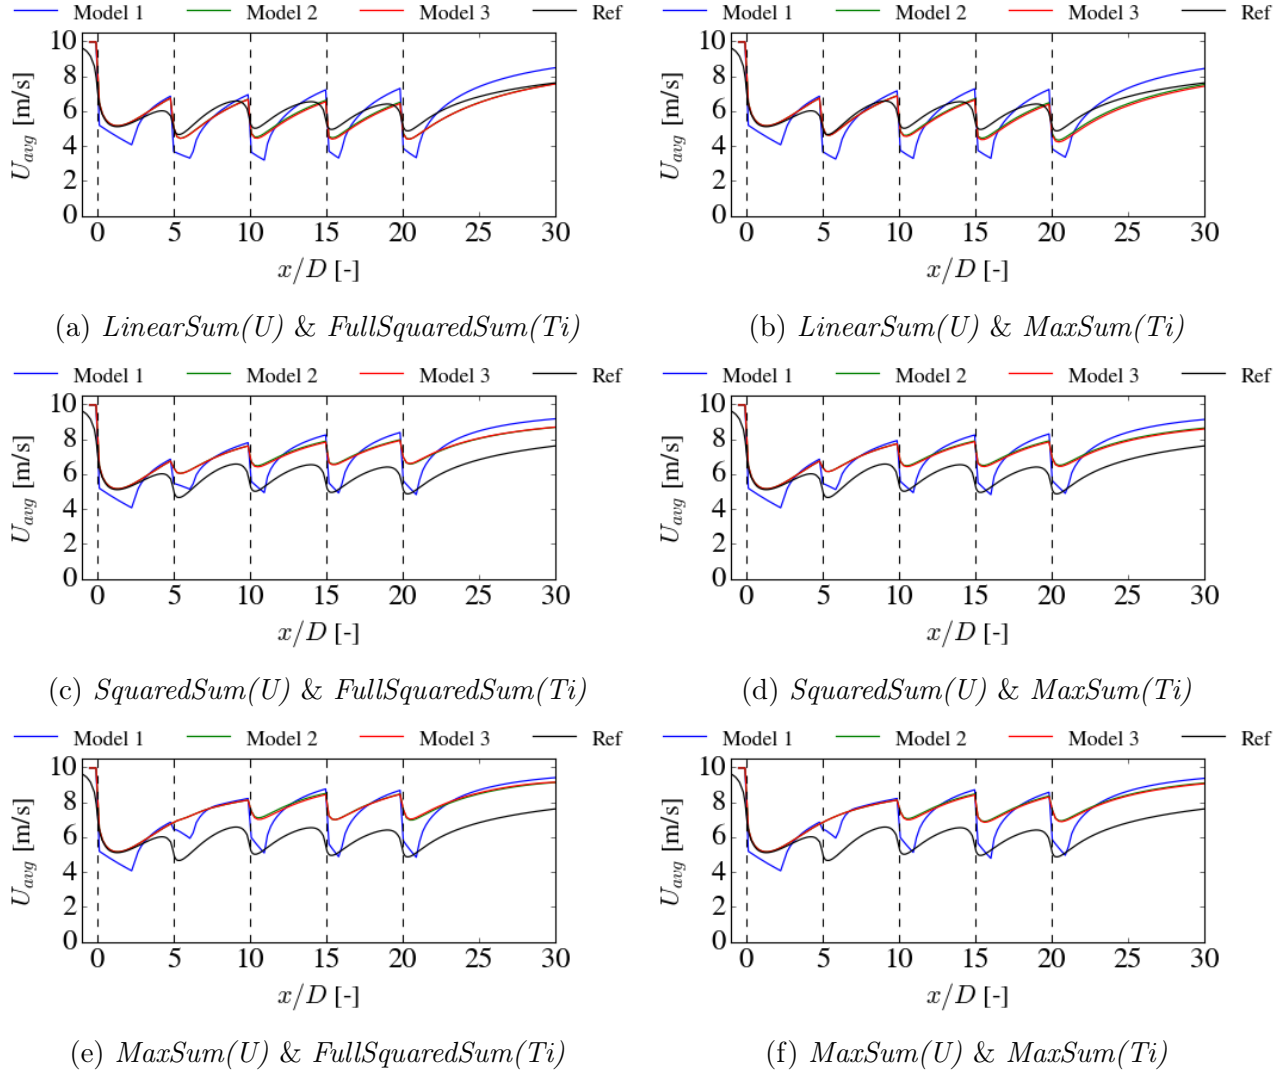 Model 1 Model 2 Model 3 Ref
Model 1 Model 2 Model 3 Ref
10
8
6
4
2
0
U_avg [m/s]
0 5 10 15 20 25 30
x/D [-]
10
8
6
4
2
0
U_avg [m/s]
0 5 10 15 20 25 30
x/D [-]
(a) LinearSum(U) & FullSquaredSum(Ti)
(b) LinearSum(U) & MaxSum(Ti)
Model 1 Model 2 Model 3 Ref
Model 1 Model 2 Model 3 Ref
10
8
6
4
2
0
U_avg [m/s]
0 5 10 15 20 25 30
x/D [-]
10
8
6
4
2
0
U_avg [m/s]
0 5 10 15 20 25 30
x/D [-]
(c) SquaredSum(U) & FullSquaredSum(Ti)
(d) SquaredSum(U) & MaxSum(Ti)
Model 1 Model 2 Model 3 Ref
Model 1 Model 2 Model 3 Ref
10
8
6
4
2
0
U_avg [m/s]
0 5 10 15 20 25 30
x/D [-]
10
8
6
4
2
0
U_avg [m/s]
0 5 10 15 20 25 30
x/D [-]
(e) MaxSum(U) & FullSquaredSum(Ti)
(f) MaxSum(U) & MaxSum(Ti)